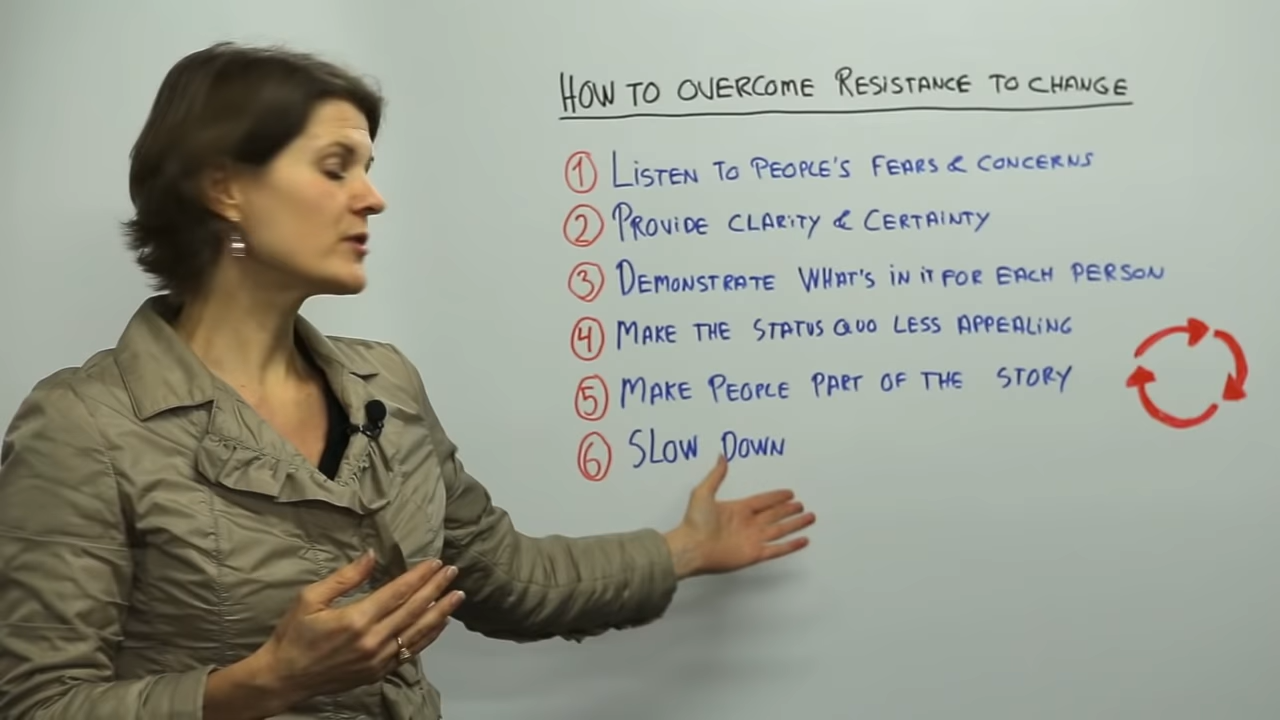 HOW TO OVERCOME RESISTANCE TO CHANGE
1 LISTEN TO PEOPLE'S FEARS & CONCERNS
2 PROVIDE CLARITY & CERTAINTY
3 DEMONSTRATE WHAT'S IN IT FOR EACH PERSON
4 MAKE THE STATUS QUO LESS APPEALING
5 MAKE PEOPLE PART OF THE STORY
6 SLOW DOWN